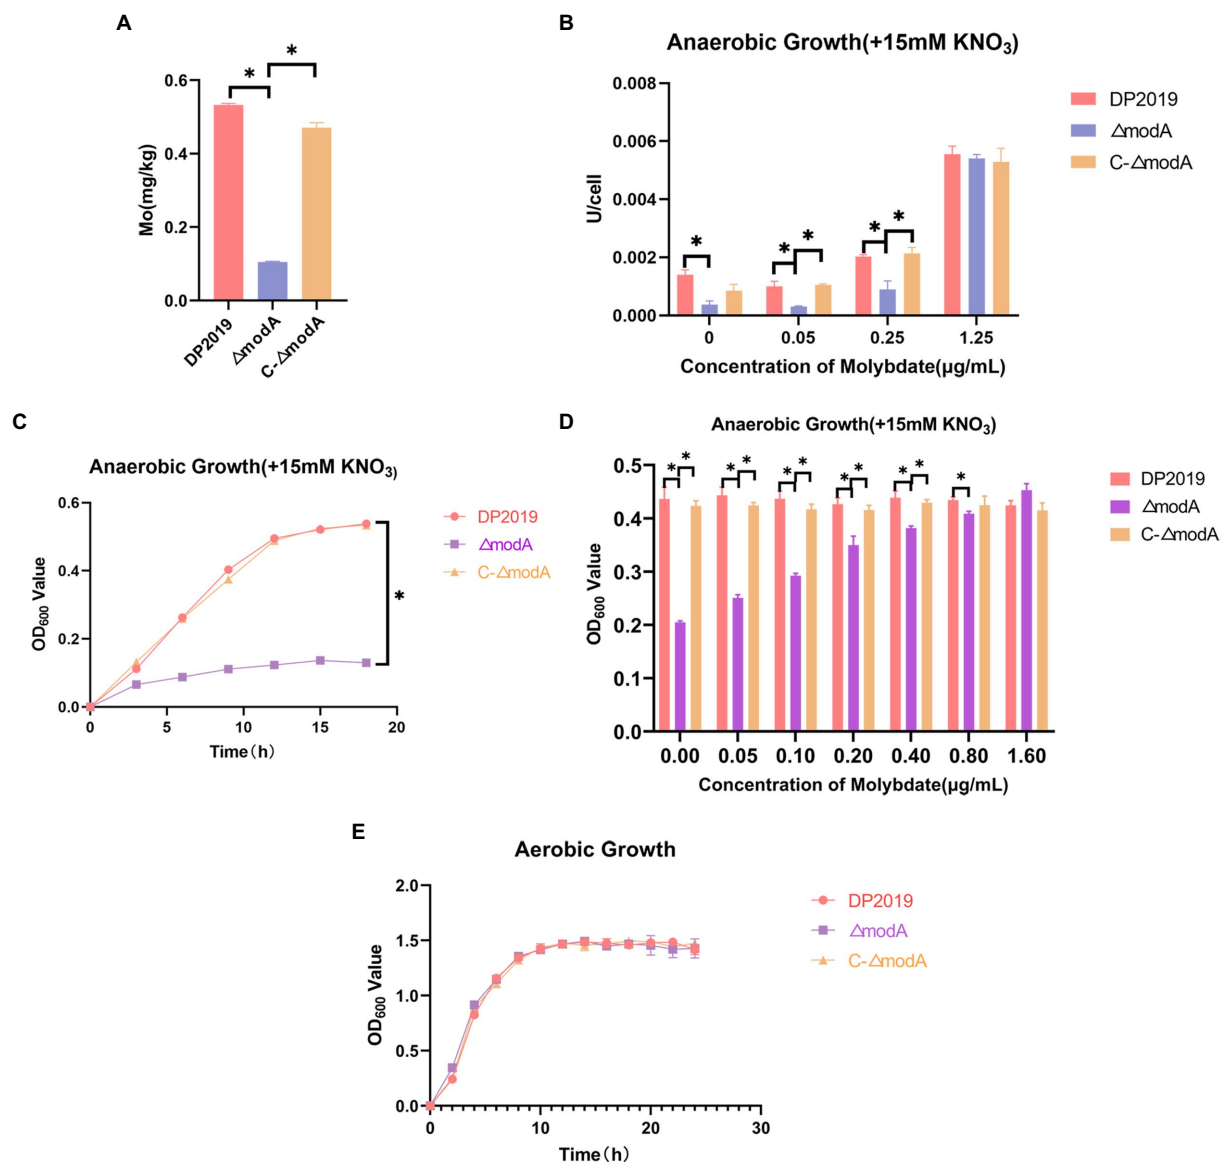 A
Mo(mg/kg)
0.6
0.4
0.2
0.0
*
*
DP2019
ΔmodA
C-ΔmodA
B
Anaerobic Growth(+15mM KNO₃)
U/cell
0.008
0.006
0.004
0.002
0.000
*
*
*
*
*
0
0.05
0.25
1.25
Concentration of Molybdate(μg/mL)
DP2019
ΔmodA
C-ΔmodA
C
Anaerobic Growth(+15mM KNO₃)
OD₆₀₀ Value
0.6
0.4
0.2
0.0
0
5
10
15
20
Time(h)
*
DP2019
ΔmodA
C-ΔmodA
D
Anaerobic Growth(+15mM KNO₃)
OD₆₀₀ Value
0.5
0.4
0.3
0.2
0.1
0.0
*
*
*
*
*
*
*
*
*
*
*
0.00
0.05
0.10
0.20
0.40
0.80
1.60
Concentration of Molybdate(μg/mL)
DP2019
ΔmodA
C-ΔmodA
E
Aerobic Growth
OD₆₀₀ Value
2.0
1.5
1.0
0.5
0.0
0
10
20
30
Time(h)
DP2019
ΔmodA
C-ΔmodA